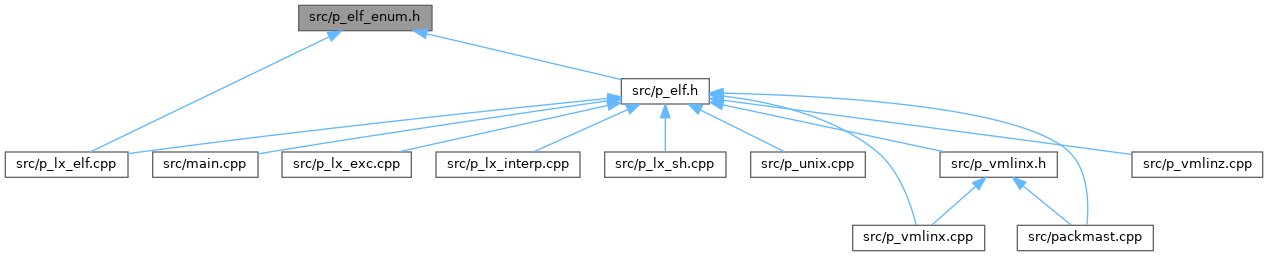 src/p_elf_enum.h
src/p_elf.h
src/p_lx_elf.cpp
src/main.cpp
src/p_lx_exc.cpp
src/p_lx_interp.cpp
src/p_lx_sh.cpp
src/p_unix.cpp
src/p_vmlinx.h
src/p_vmlinz.cpp
src/p_vmlinx.cpp
src/packmast.cpp